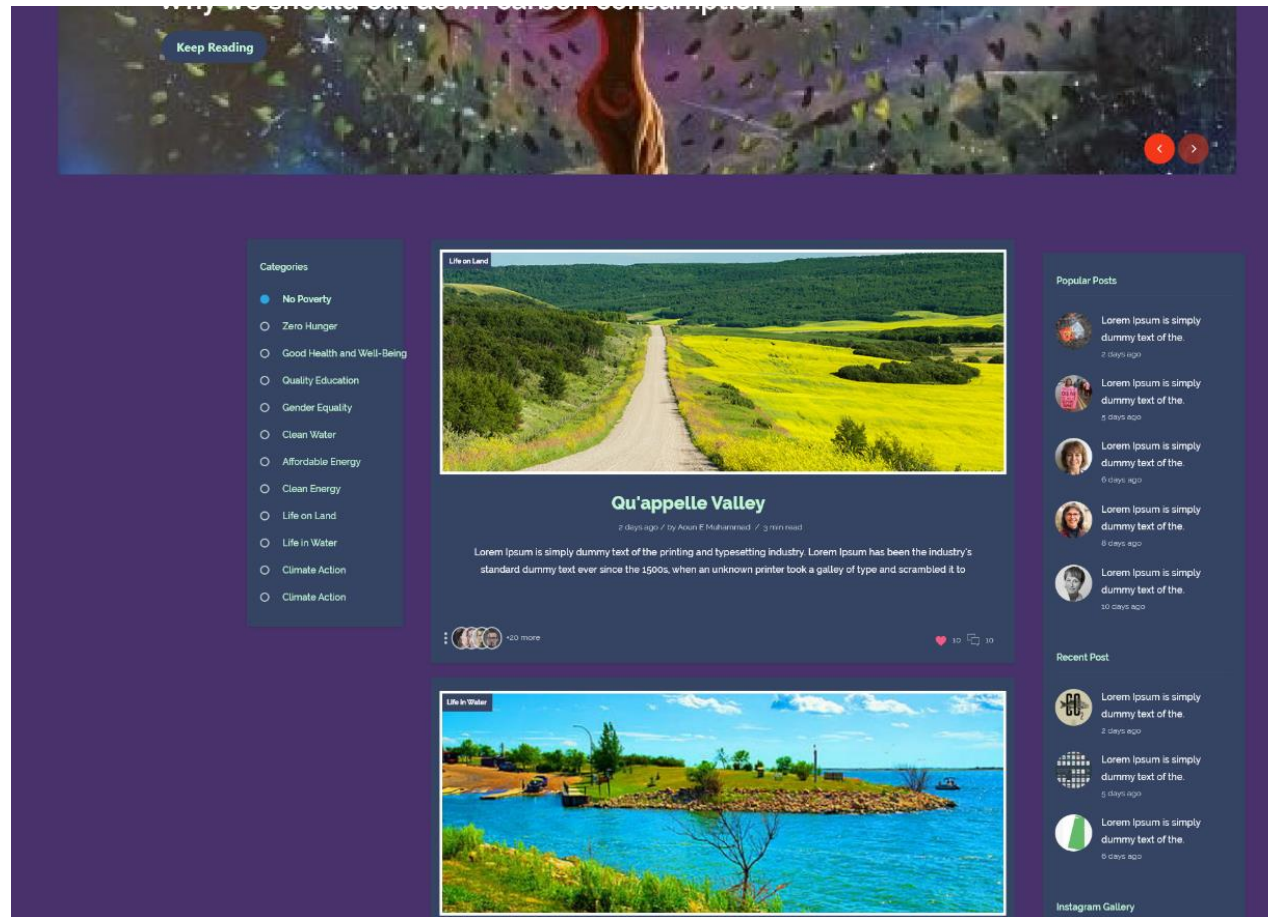 why we should cut down carbon consumption.
Keep Reading
Categories
No Poverty
Zero Hunger
Good Health and Well-Being
Quality Education
Gender Equality
Clean Water
Affordable Energy
Clean Energy
Life on Land
Life in Water
Climate Action
Climate Action
Life on Land
Qu'appelle Valley
2 days ago / by Aoun E Muhammad / 3 min read
Lorem Ipsum is simply dummy text of the printing and typesetting industry. Lorem Ipsum has been the industry's
standard dummy text ever since the 1500s, when an unknown printer took a galley of type and scrambled it to
+20 more
10
10
Life in Water
Popular Posts
Lorem Ipsum is simply
dummy text of the.
2 days ago
Lorem Ipsum is simply
dummy text of the.
5 days ago
Lorem Ipsum is simply
dummy text of the.
6 days ago
Lorem Ipsum is simply
dummy text of the.
8 days ago
Lorem Ipsum is simply
dummy text of the.
10 days ago
Recent Post
Lorem Ipsum is simply
dummy text of the.
2 days ago
Lorem Ipsum is simply
dummy text of the.
5 days ago
Lorem Ipsum is simply
dummy text of the.
6 days ago
Instagram Gallery